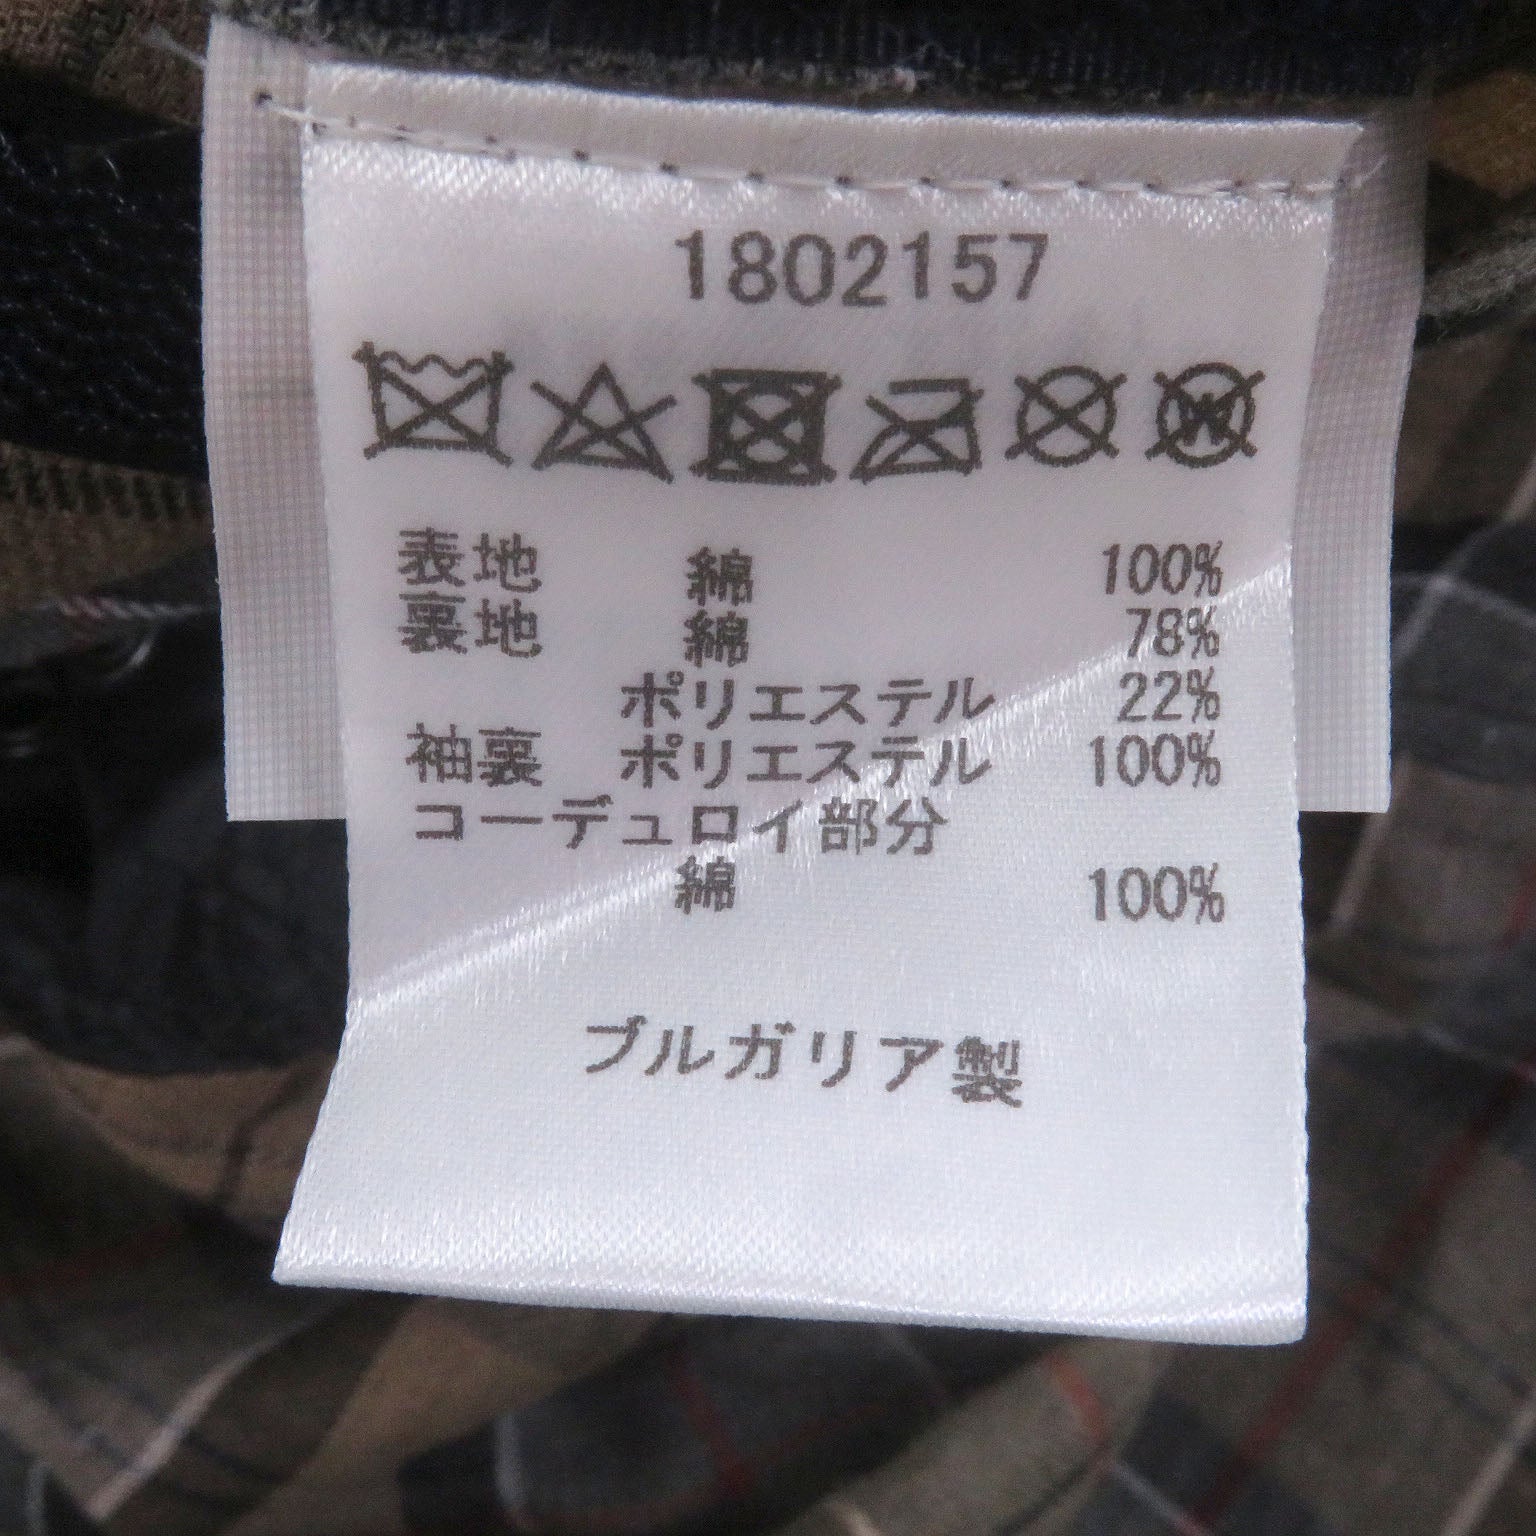 1802157
W
表地 綿 100%
裏地 綿 78%
ポリエステル 22%
袖裏 ポリエステル 100%
コーデュロイ部分
綿 100%
ブルガリア製